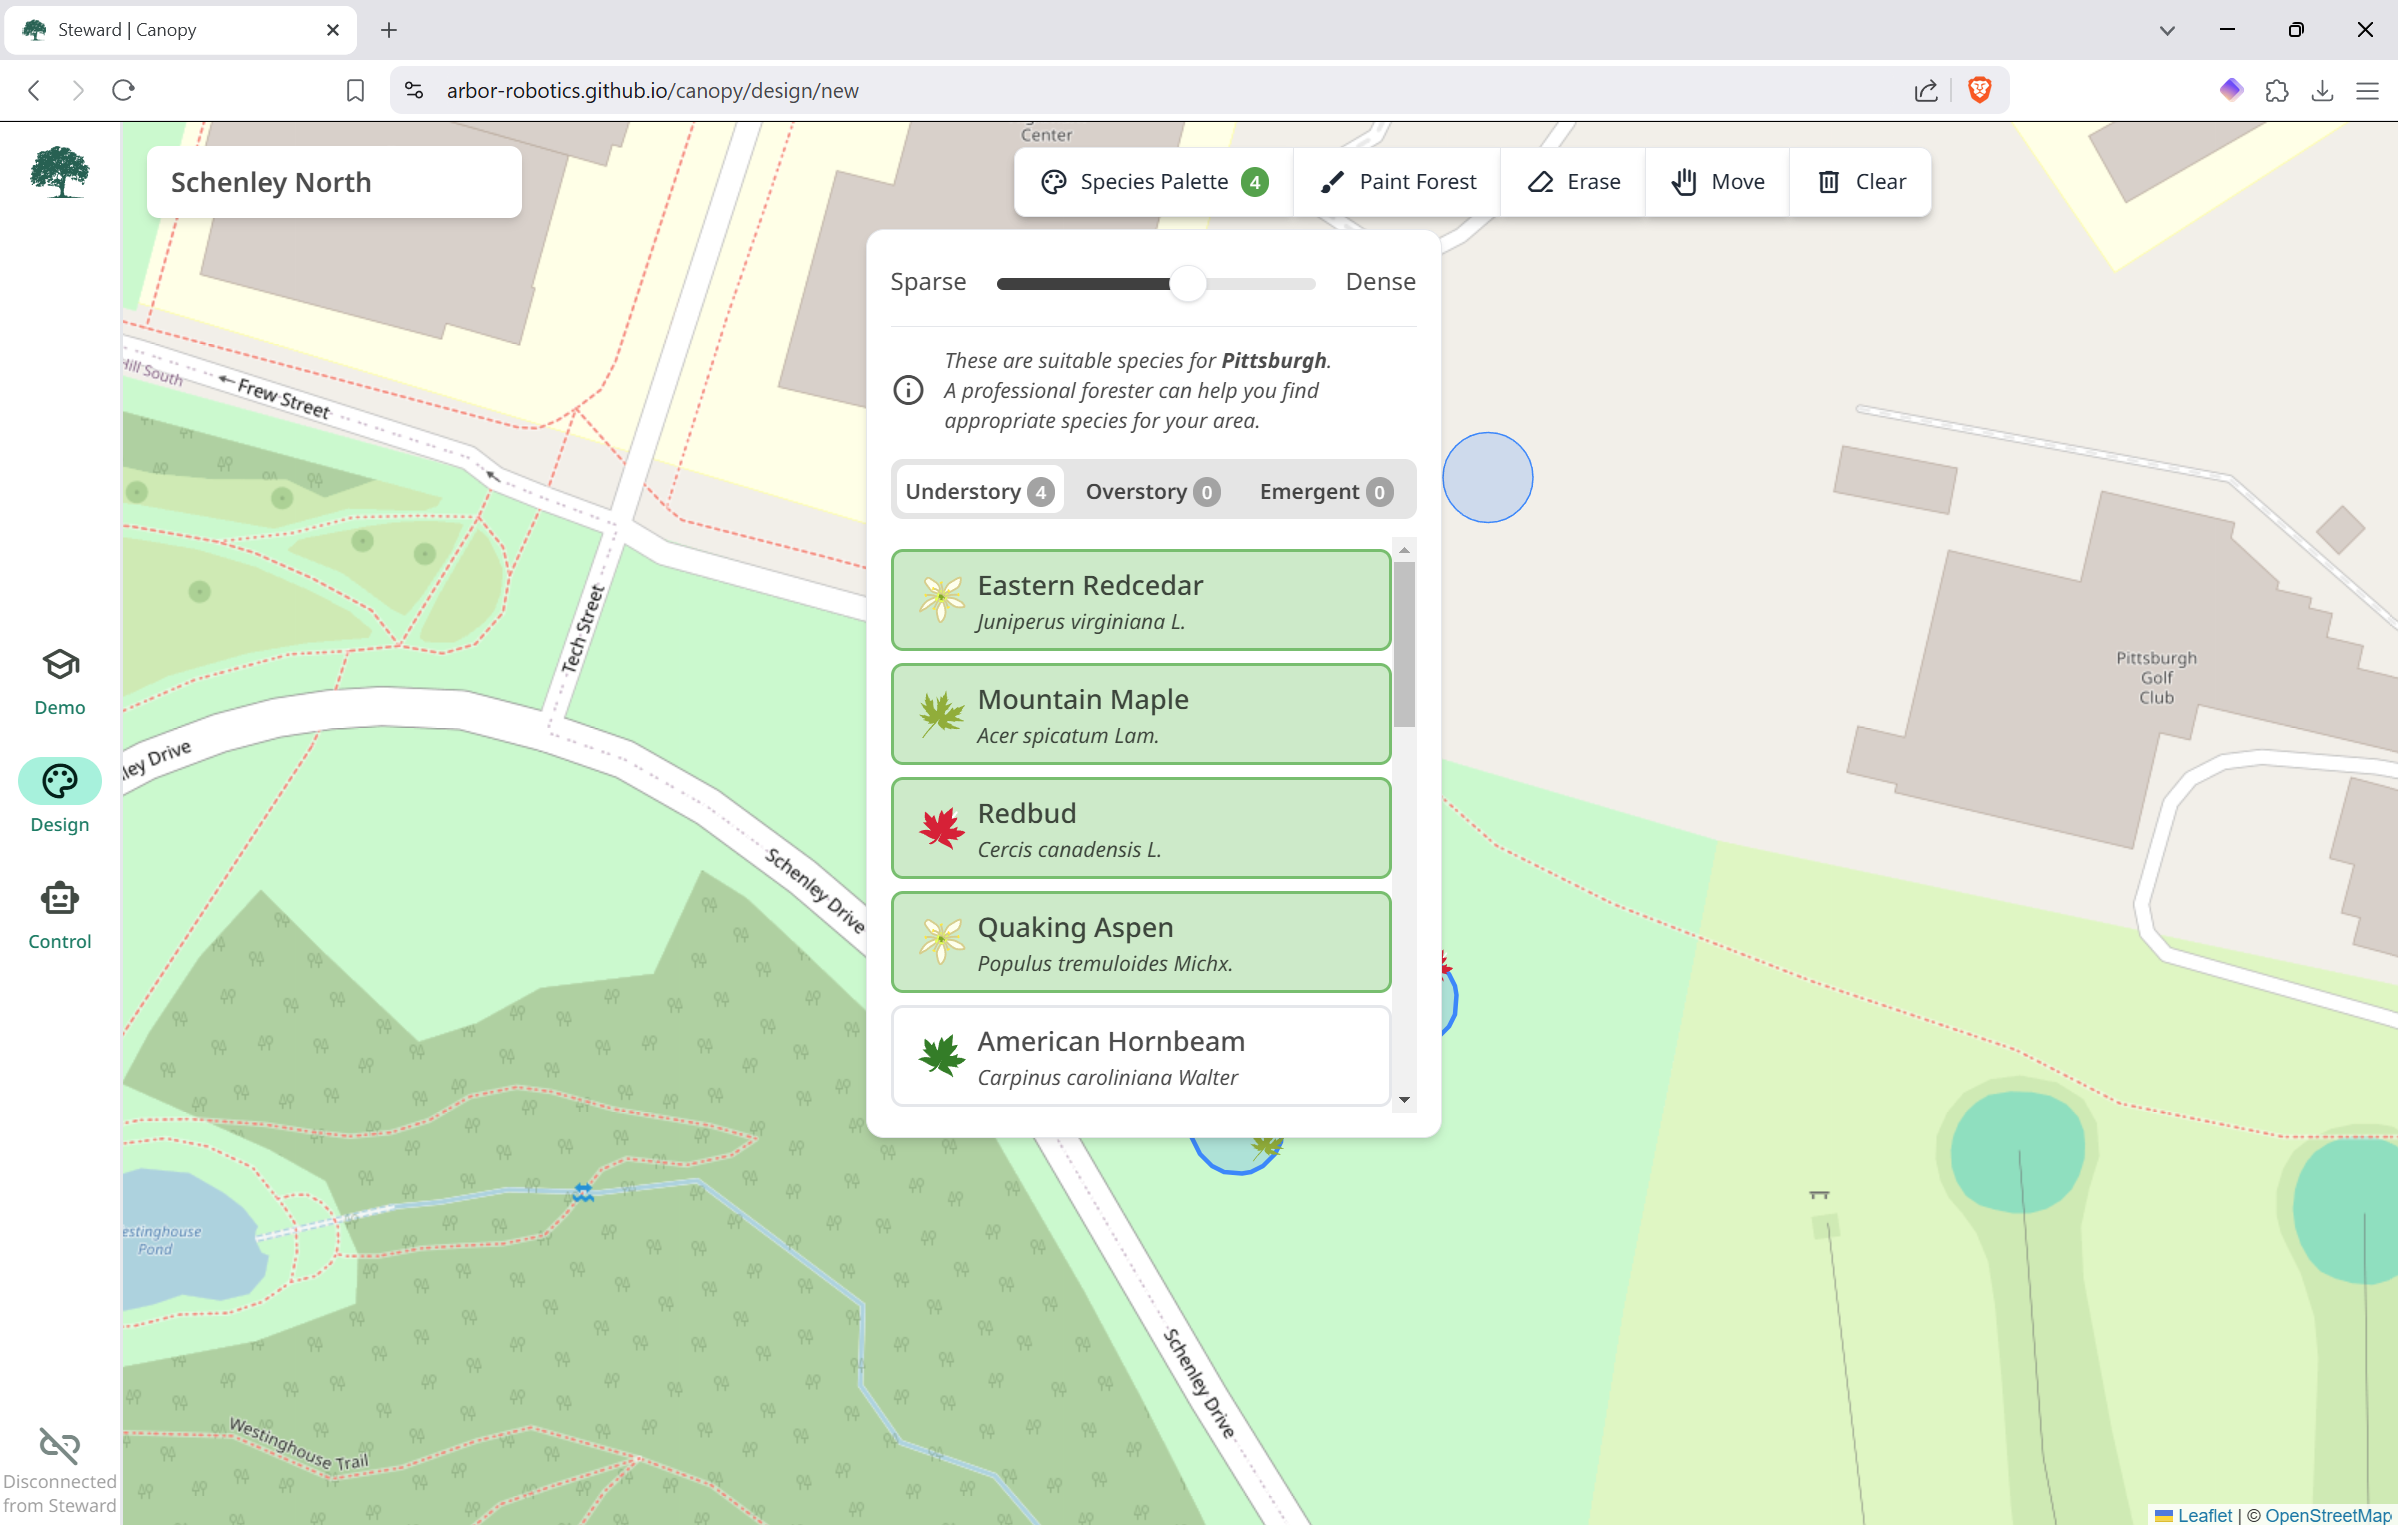 Steward | Canopy
arbor-robotics.github.io/canopy/design/new
Center
Schenley North
Species Palette 4
Paint Forest
Erase
Move
Clear
Sparse
Dense
These are suitable species for Pittsburgh.
A professional forester can help you find
appropriate species for your area.
Understory 4
Overstory 0
Emergent 0
Eastern Redcedar
Juniperus virginiana L.
Mountain Maple
Acer spicatum Lam.
Redbud
Cercis canadensis L.
Quaking Aspen
Populus tremuloides Michx.
American Hornbeam
Carpinus caroliniana Walter
Demo
Design
Control
Disconnected
from Steward
Hill South
Frew Street
Tech Street
ley Drive
Schenley Drive
Pittsburgh
Golf
Club
estinghouse
Pond
Westinghouse Trail
Schenley Drive
Leaflet | © OpenStreetMap